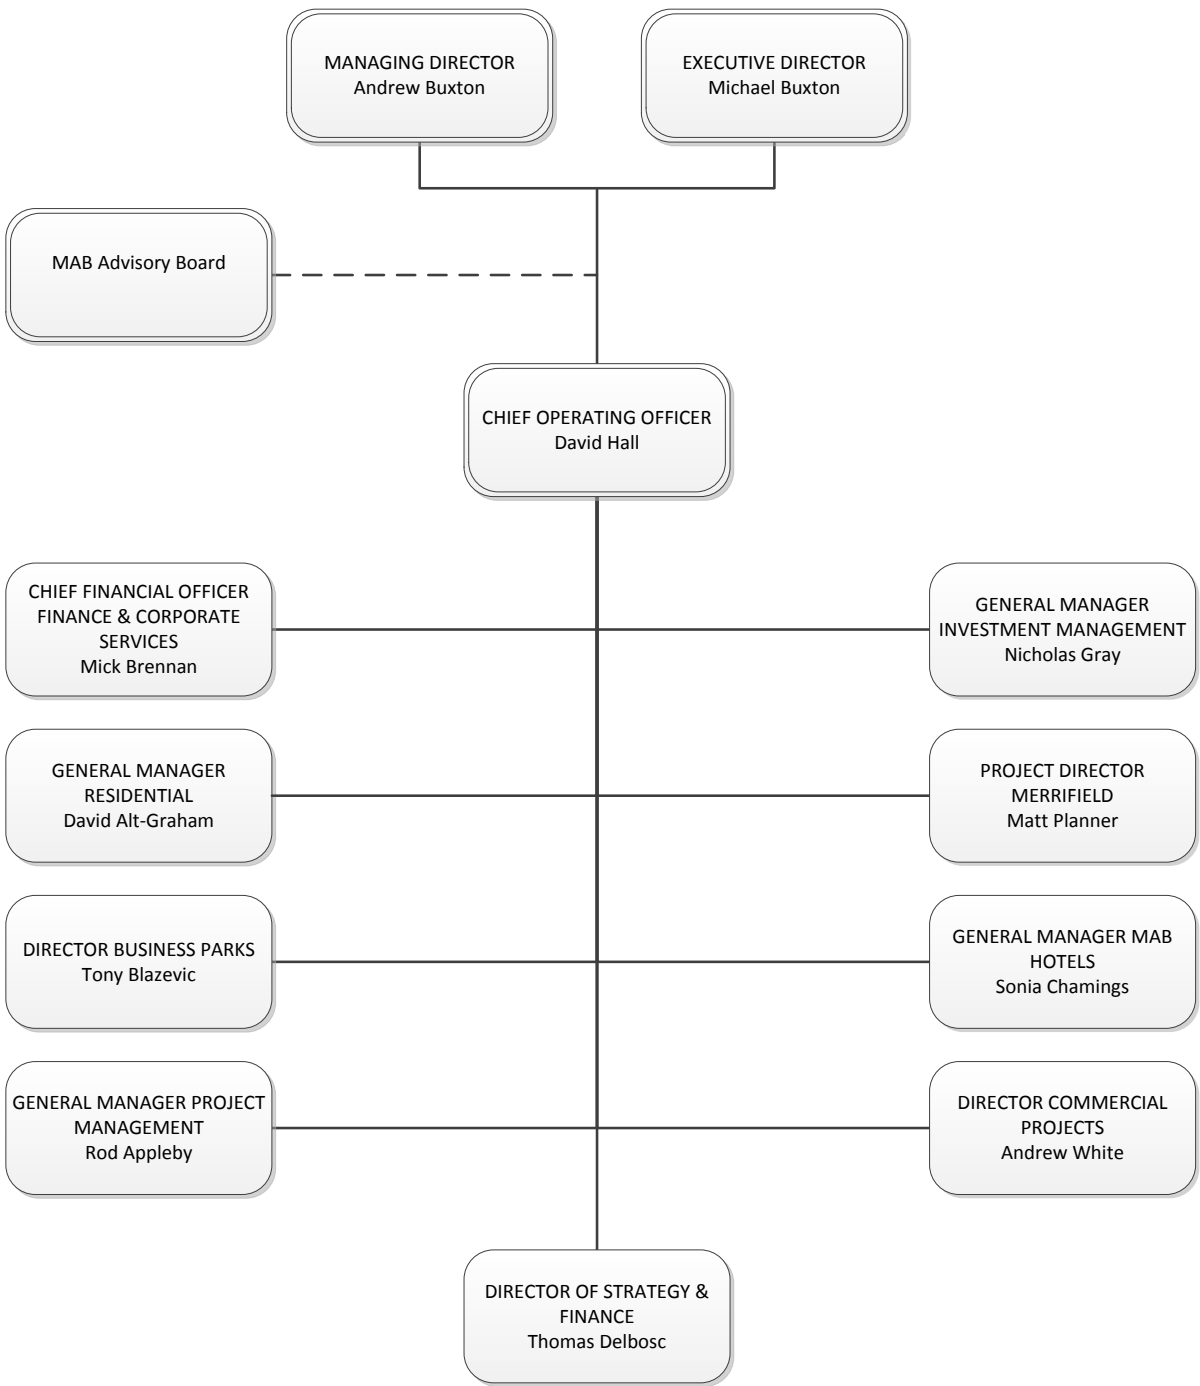 MANAGING DIRECTOR
Andrew Buxton
EXECUTIVE DIRECTOR
Michael Buxton
MAB Advisory Board
CHIEF OPERATING OFFICER
David Hall
CHIEF FINANCIAL OFFICER
FINANCE & CORPORATE
SERVICES
Mick Brennan
GENERAL MANAGER
INVESTMENT MANAGEMENT
Nicholas Gray
GENERAL MANAGER
RESIDENTIAL
David Alt-Graham
PROJECT DIRECTOR
MERRIFIELD
Matt Planner
DIRECTOR BUSINESS PARKS
Tony Blazevic
GENERAL MANAGER MAB
HOTELS
Sonia Chamings
GENERAL MANAGER PROJECT
MANAGEMENT
Rod Appleby
DIRECTOR COMMERCIAL
PROJECTS
Andrew White
DIRECTOR OF STRATEGY &
FINANCE
Thomas Delbosc